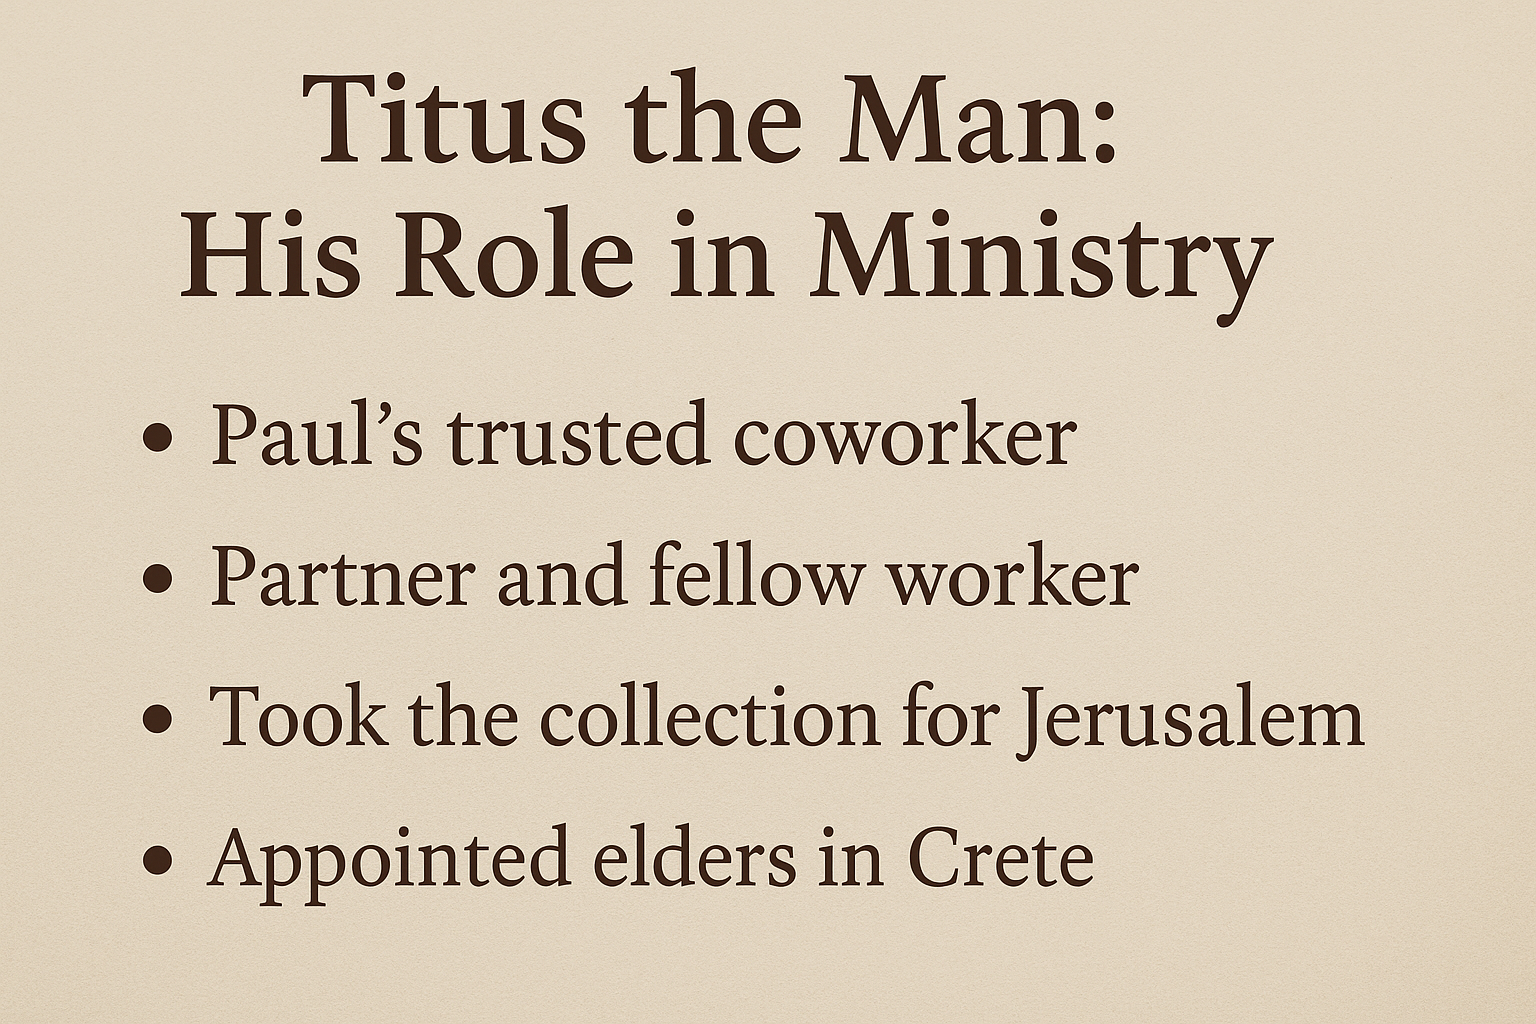 Titus the Man:
His Role in Ministry
• Paul’s trusted coworker
• Partner and fellow worker
• Took the collection for Jerusalem
• Appointed elders in Crete